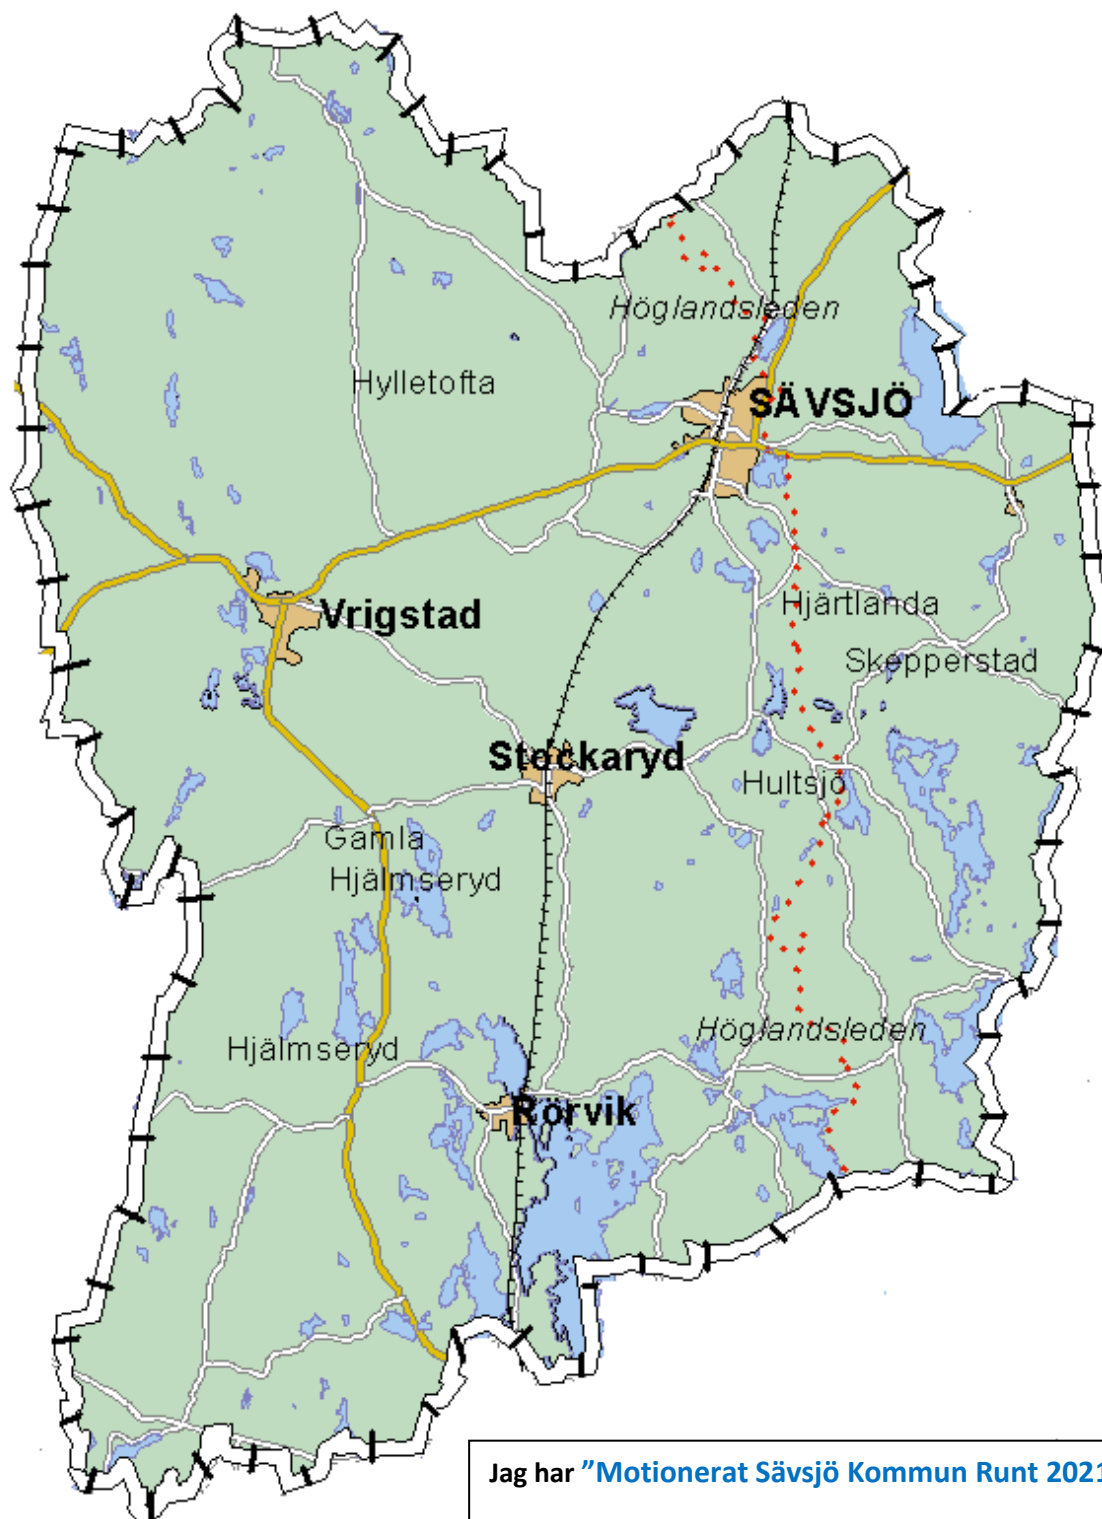 Höglandsleden
Hylletofta
SÄVSJÖ
Hjärtlanda
Vrigstad
Skepperstad
Stockaryd
Hultsjö
Gamla
Hjälmseryd
Höglandsleden
Hjälmseryd
Rörvik
Jag har ”Motionerat Sävsjö Kommun Runt 2021